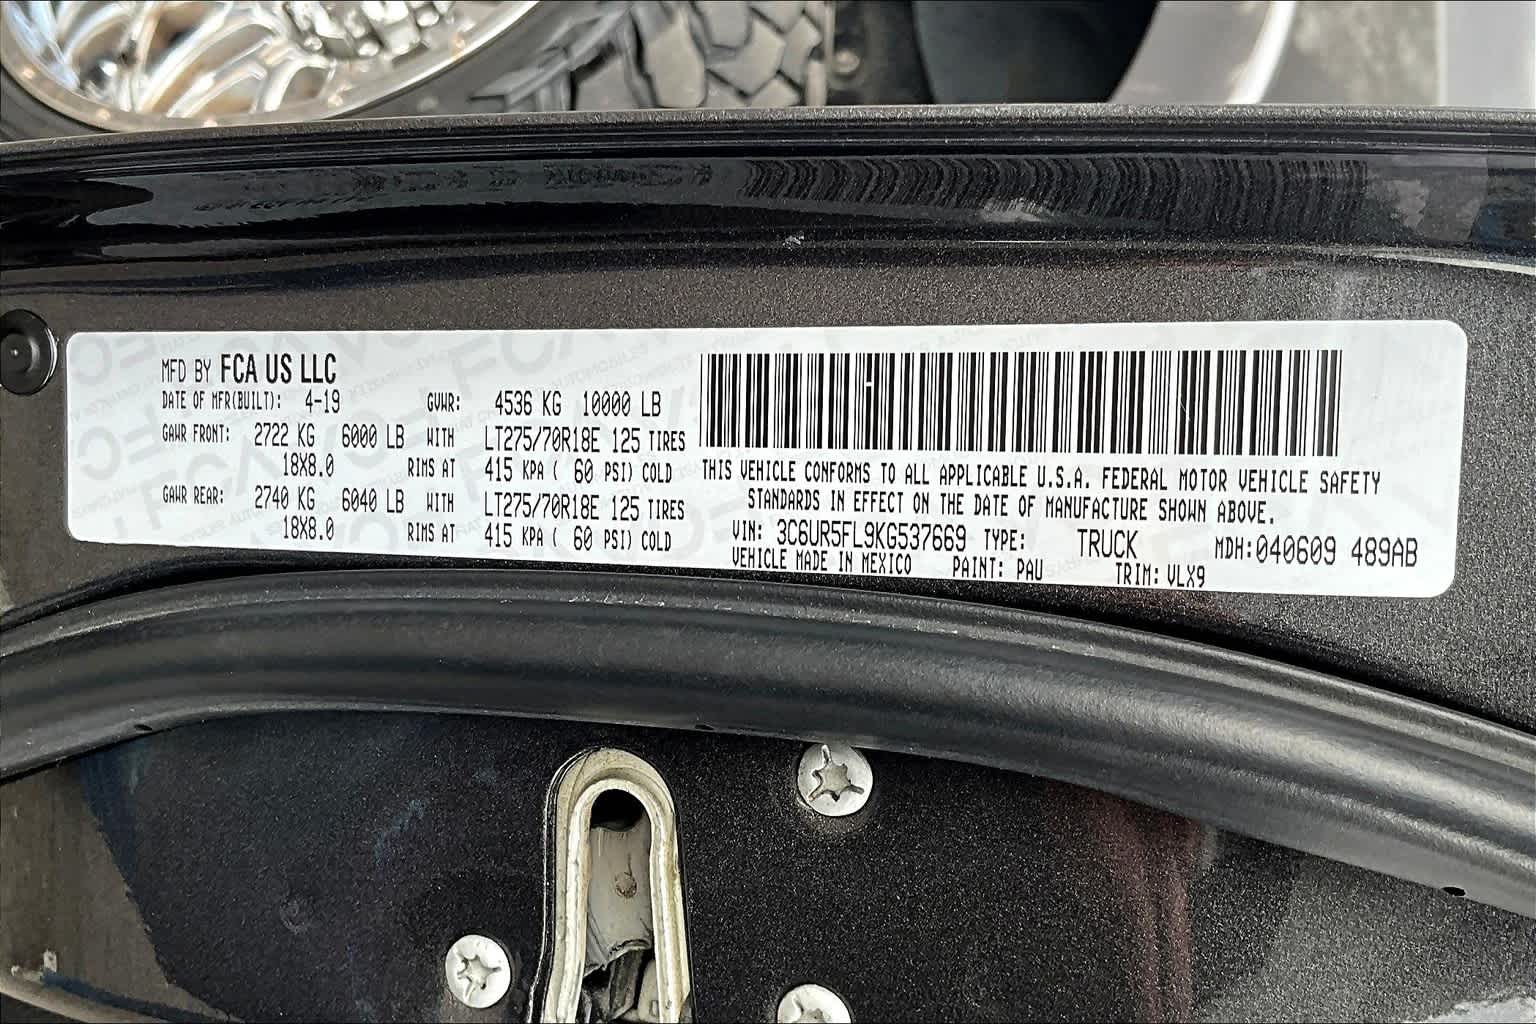 MFD BY FCA US LLC
DATE OF MFR(BUILT): 4-19 GVWR: 4536 KG 10000 LB
GAWR FRONT: 2722 KG 6000 LB WITH LT275/70R18E 125 TIRES
18X8.0 RIMS AT 415 KPA ( 60 PSI) COLD
GAWR REAR: 2740 KG 6040 LB WITH LT275/70R18E 125 TIRES
18X8.0 RIMS AT 415 KPA ( 60 PSI) COLD
THIS VEHICLE CONFORMS TO ALL APPLICABLE U.S.A. FEDERAL MOTOR VEHICLE SAFETY
STANDARDS IN EFFECT ON THE DATE OF MANUFACTURE SHOWN ABOVE.
VIN: 3C6UR5FL9KG537669 TYPE: TRUCK MDH:040609 489AB
VEHICLE MADE IN MEXICO PAINT: PAU TRIM: VLX9